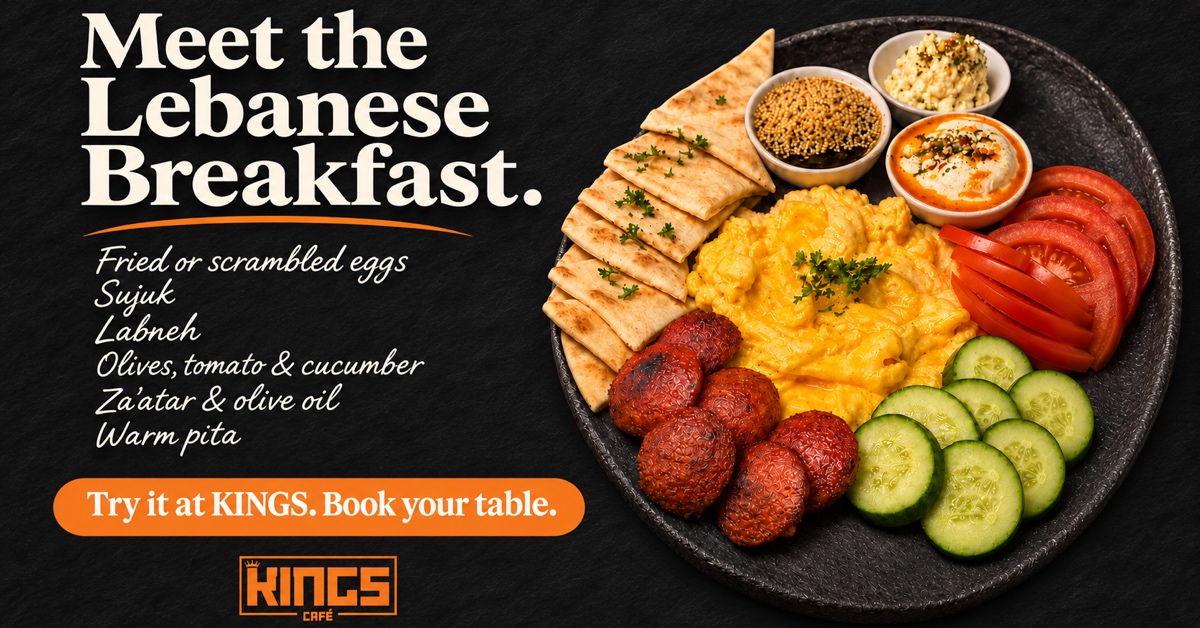 Meet the
Lebanese
Breakfast.
Fried or scrambled eggs
Sujuk
Labneh
Olives, tomato & cucumber
Za'atar & olive oil
Warm pita
Try it at KINGS. Book your table.
KINGS
CAFÉ